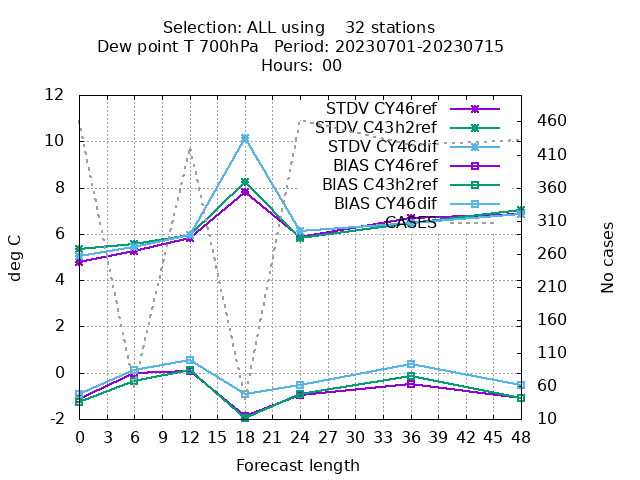 Selection: ALL using    32 stations
Dew point T 700hPa   Period: 20230701-20230715
Hours: 00
12
10
8
6
4
2
0
-2
deg C
STDV CY46ref
STDV C43h2ref
STDV CY46dif
BIAS CY46ref
BIAS C43h2ref
BIAS CY46dif
CASES
460
410
360
310
260
210
160
110
60
10
No cases
0 3 6 9 12 15 18 21 24 27 30 33 36 39 42 45 48
Forecast length